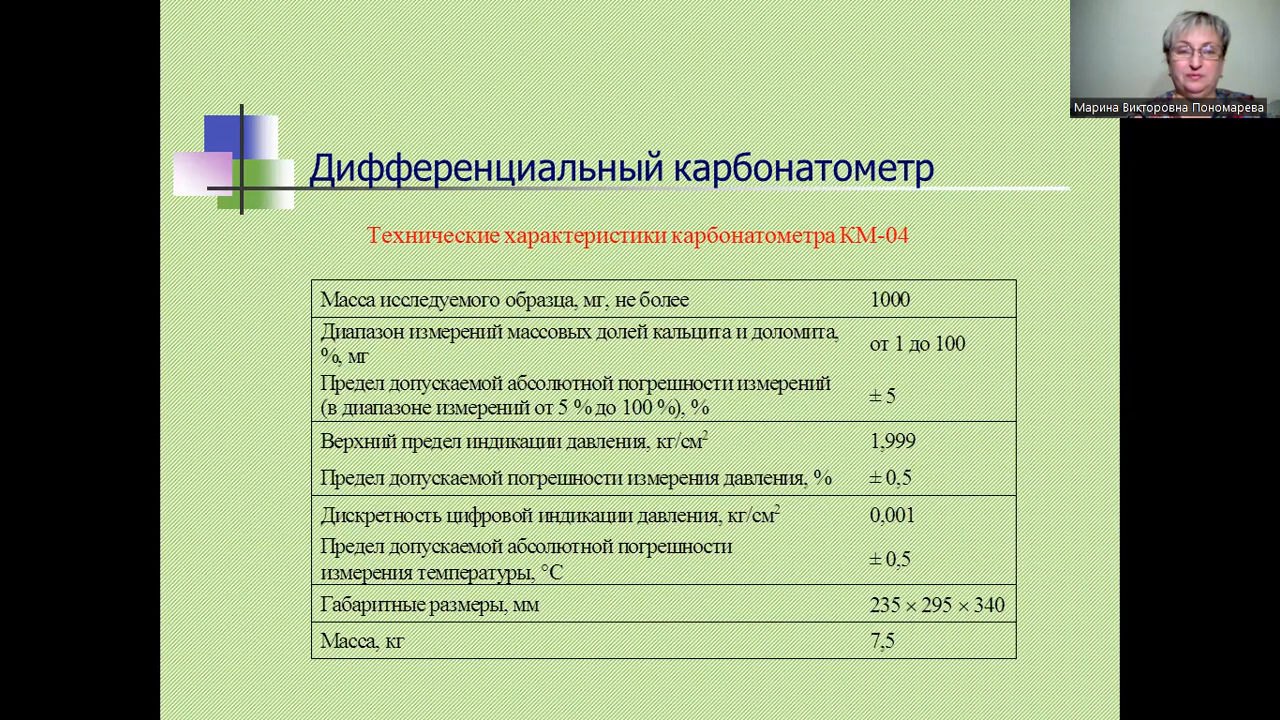 Марина Викторовна Пономарева
Дифференциальный карбонатометр
Технические характеристики карбонатометра КМ-04
Масса исследуемого образца, мг, не более 1000
Диапазон измерений массовых долей кальцита и доломита,
%, мг от 1 до 100
Предел допускаемой абсолютной погрешности измерений
(в диапазоне измерений от 5 % до 100 %), % ± 5
Верхний предел индикации давления, кг/см² 1,999
Предел допускаемой погрешности измерения давления, % ± 0,5
Дискретность цифровой индикации давления, кг/см² 0,001
Предел допускаемой абсолютной погрешности
измерения температуры, °С ± 0,5
Габаритные размеры, мм 235 × 295 × 340
Масса, кг 7,5